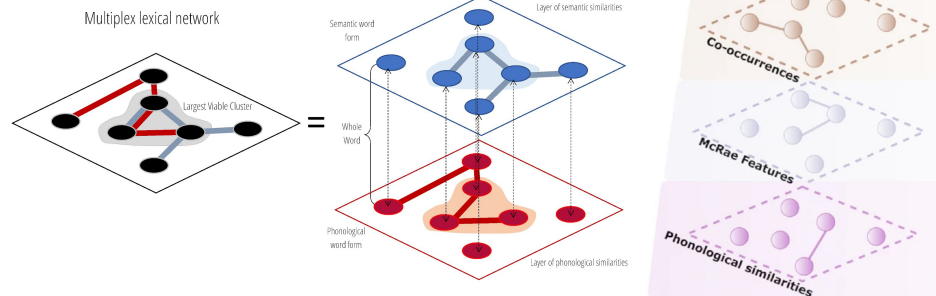 Multiplex lexical network
Largest Viable Cluster
=
Semantic word
form
Layer of semantic similarities
Whole
Word
Phonological
word form
Layer of phonological similarities
Co-occurrences
McRae Features
Phonological similarities